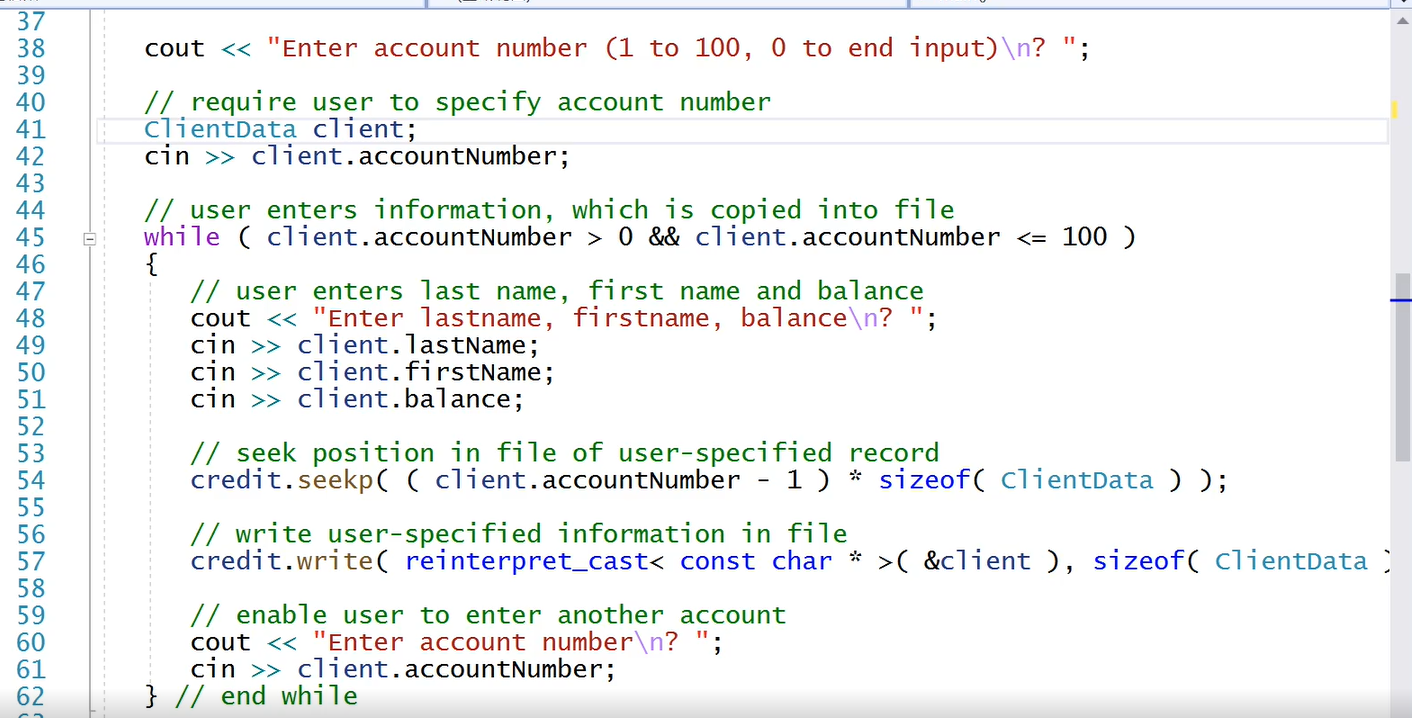 37
38 cout << "Enter account number (1 to 100, 0 to end input)\n? ";
39
40 // require user to specify account number
41 ClientData client;
42 cin >> client.accountNumber;
43
44 // user enters information, which is copied into file
45 while ( client.accountNumber > 0 && client.accountNumber <= 100 )
46 {
47 // user enters last name, first name and balance
48 cout << "Enter lastname, firstname, balance\n? ";
49 cin >> client.lastName;
50 cin >> client.firstName;
51 cin >> client.balance;
52
53 // seek position in file of user-specified record
54 credit.seekp( ( client.accountNumber - 1 ) * sizeof( ClientData ) );
55
56 // write user-specified information in file
57 credit.write( reinterpret_cast< const char * >( &client ), sizeof( ClientData )
58
59 // enable user to enter another account
60 cout << "Enter account number\n? ";
61 cin >> client.accountNumber;
62 } // end while